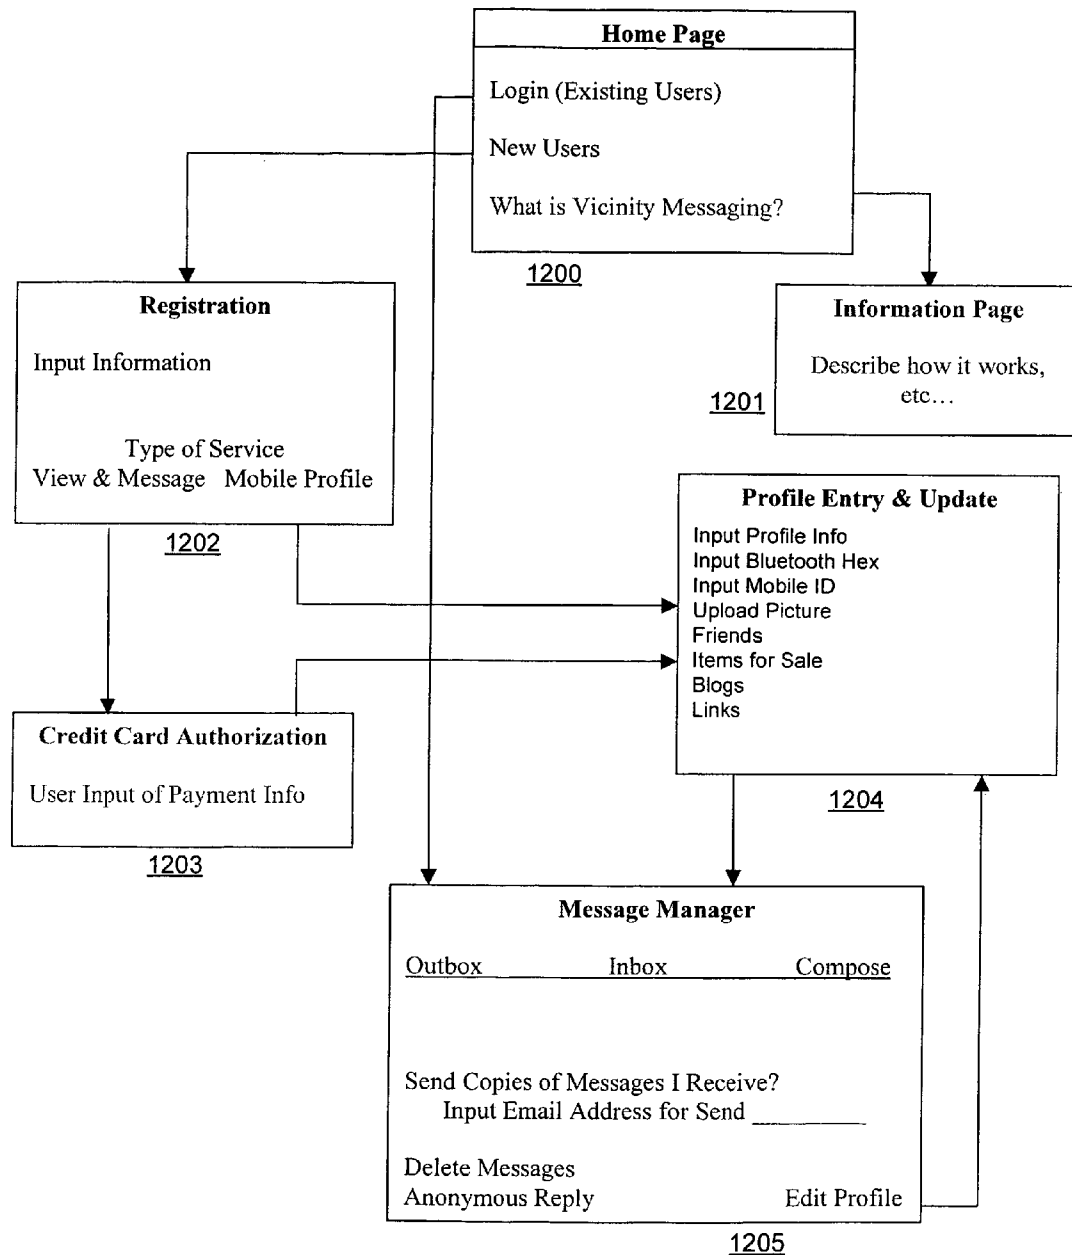 Home Page
Login (Existing Users)
New Users
What is Vicinity Messaging?
1200
Registration
Input Information
Type of Service
View & Message Mobile Profile
1202
Information Page
Describe how it works,
etc...
1201
Profile Entry & Update
Input Profile Info
Input Bluetooth Hex
Input Mobile ID
Upload Picture
Friends
Items for Sale
Blogs
Links
1204
Credit Card Authorization
User Input of Payment Info
1203
Message Manager
Outbox Inbox Compose
Send Copies of Messages I Receive?
Input Email Address for Send
Delete Messages
Anonymous Reply Edit Profile
1205